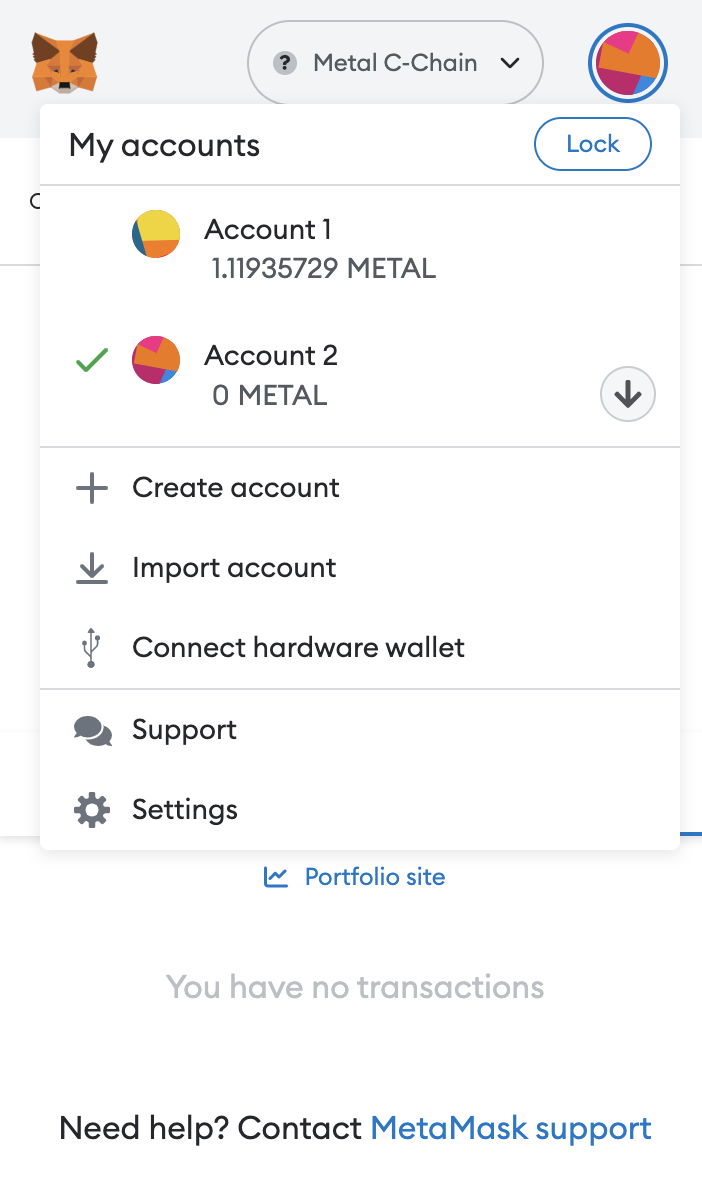 ? Metal C-Chain
My accounts
Lock
Account 1
1.11935729 METAL
Account 2
0 METAL
Create account
Import account
Connect hardware wallet
Support
Settings
Portfolio site
You have no transactions
Need help? Contact MetaMask support